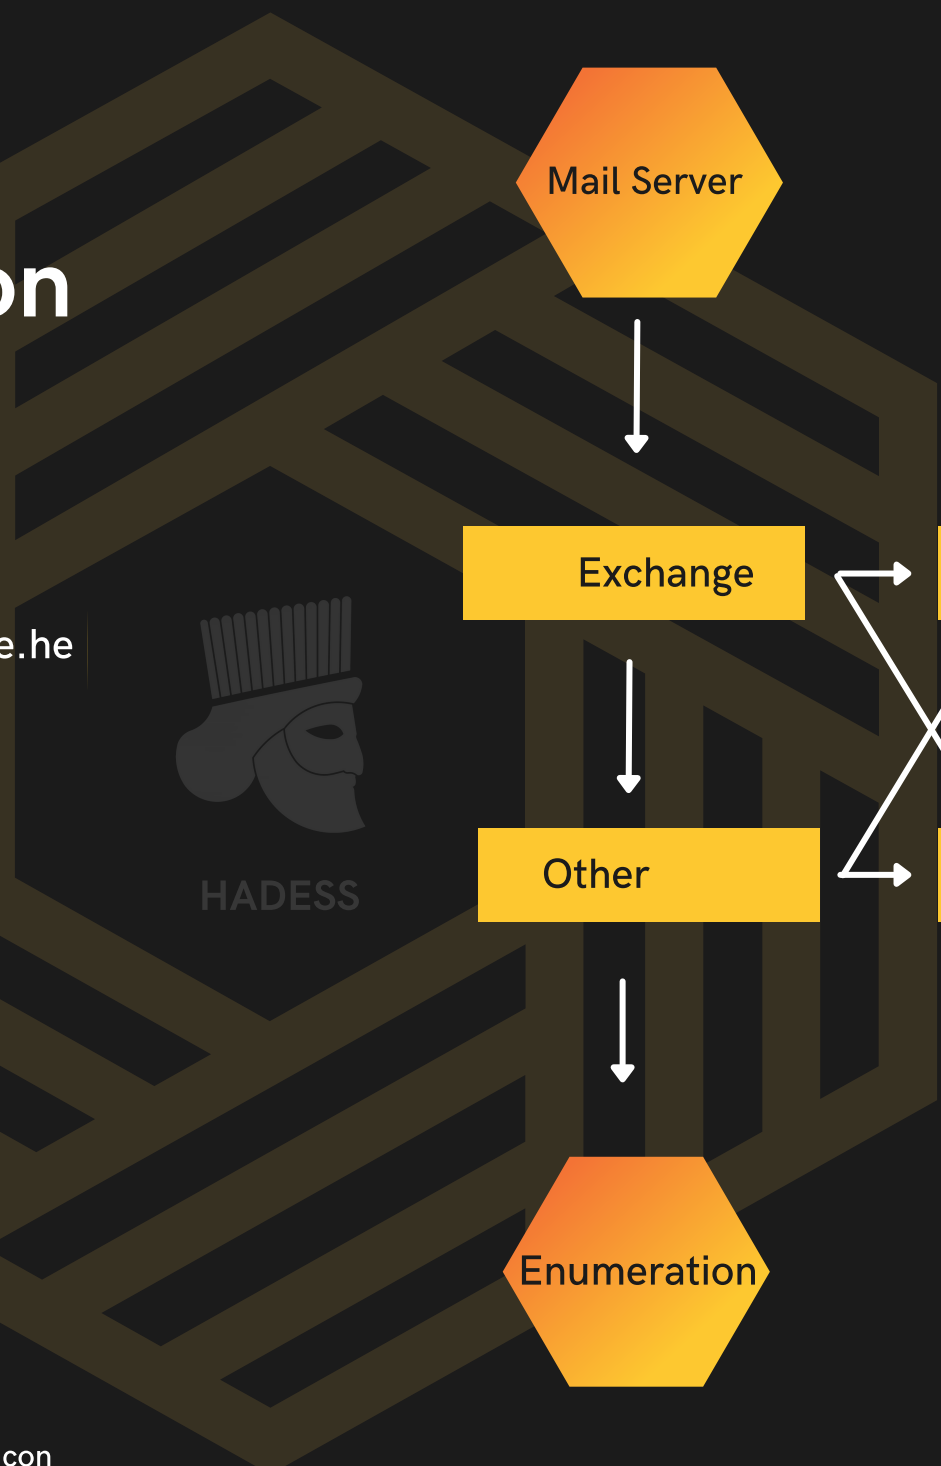 Mail Server
on
Exchange
e.he
Other
HADESS
Enumeration
con